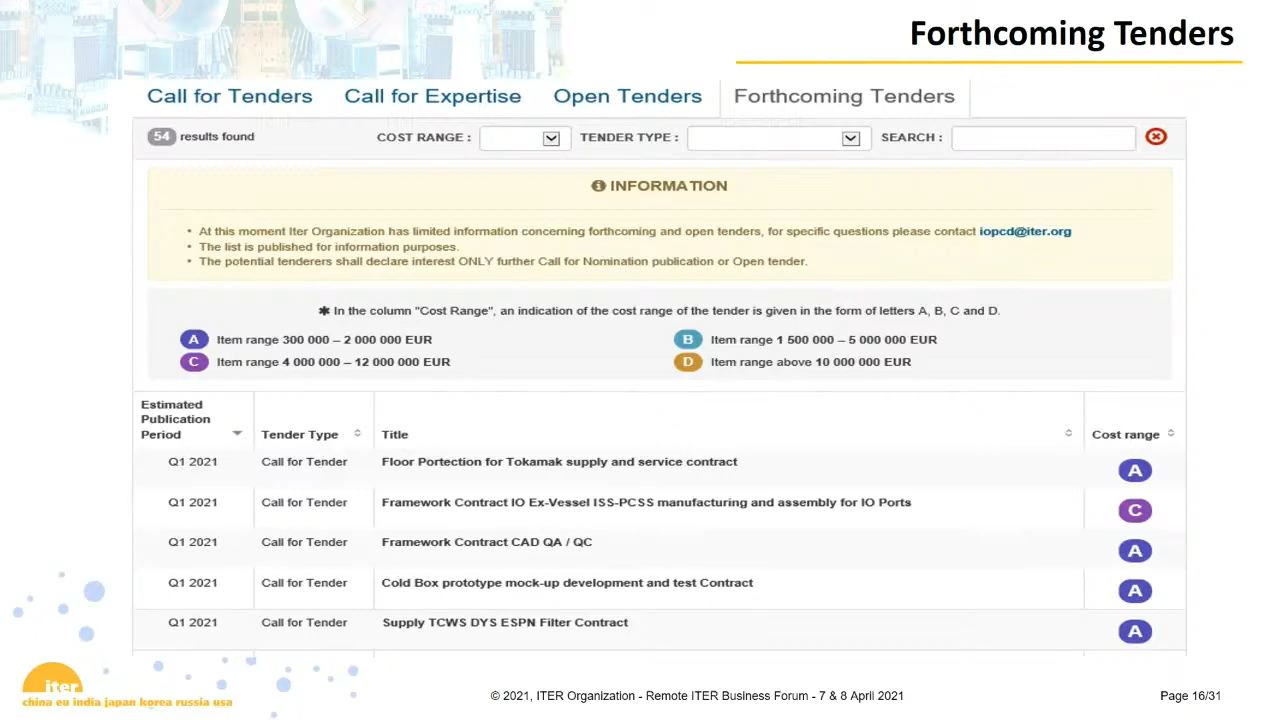 Forthcoming Tenders
Call for Tenders Call for Expertise Open Tenders Forthcoming Tenders
54 results found COST RANGE : TENDER TYPE : SEARCH :
INFORMATION
• At this moment Iter Organization has limited information concerning forthcoming and open tenders, for specific questions please contact iopcd@iter.org
• The list is published for information purposes.
• The potential tenderers shall declare interest ONLY further Call for Nomination publication or Open tender.
✱ In the column "Cost Range", an indication of the cost range of the tender is given in the form of letters A, B, C and D.
A Item range 300 000 – 2 000 000 EUR B Item range 1 500 000 – 5 000 000 EUR
C Item range 4 000 000 – 12 000 000 EUR D Item range above 10 000 000 EUR
Estimated
Publication
Period Tender Type Title Cost range
Q1 2021 Call for Tender Floor Portection for Tokamak supply and service contract A
Q1 2021 Call for Tender Framework Contract IO Ex-Vessel ISS-PCSS manufacturing and assembly for IO Ports C
Q1 2021 Call for Tender Framework Contract CAD QA / QC A
Q1 2021 Call for Tender Cold Box prototype mock-up development and test Contract A
Q1 2021 Call for Tender Supply TCWS DYS ESPN Filter Contract A
iter
china eu india japan korea russia usa
© 2021, ITER Organization - Remote ITER Business Forum - 7 & 8 April 2021
Page 16/31